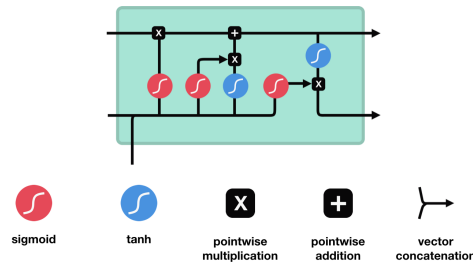 x
+
x
x
x
+
sigmoid
tanh
pointwise
multiplication
pointwise
addition
vector
concatenation